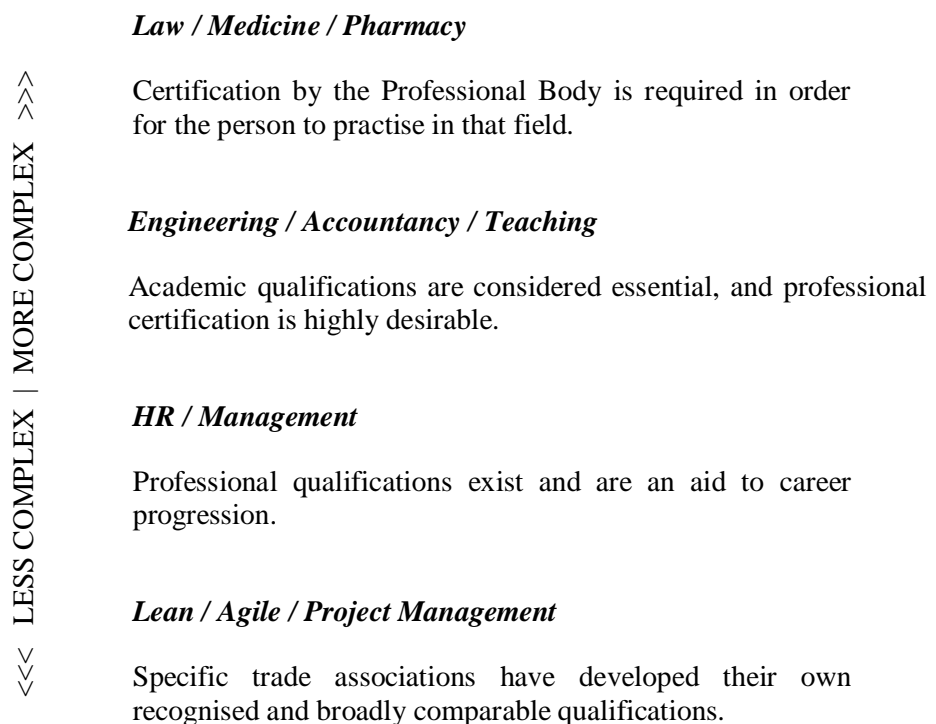 Law / Medicine / Pharmacy
Certification by the Professional Body is required in order
for the person to practise in that field.
Engineering / Accountancy / Teaching
Academic qualifications are considered essential, and professional
certification is highly desirable.
HR / Management
Professional qualifications exist and are an aid to career
progression.
Lean / Agile / Project Management
Specific trade associations have developed their own
recognised and broadly comparable qualifications.
<<< LESS COMPLEX | MORE COMPLEX >>>